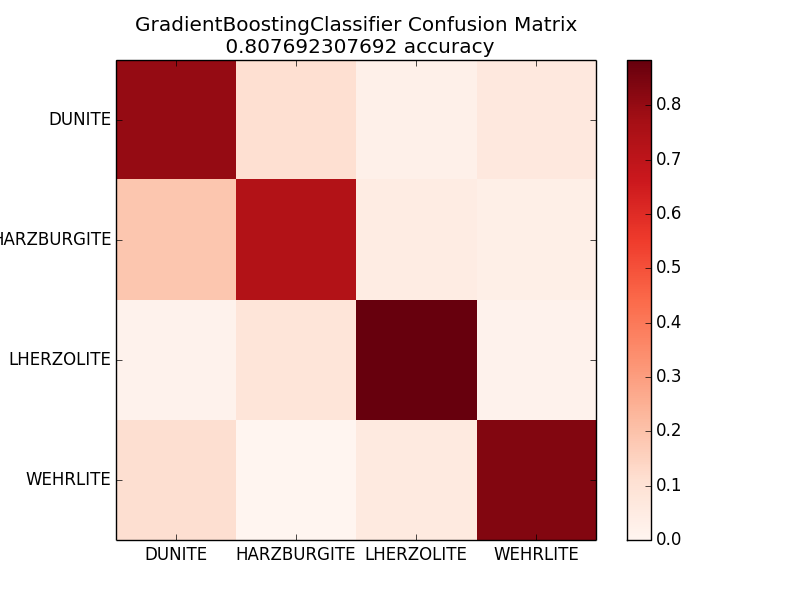 GradientBoostingClassifier Confusion Matrix
0.807692307692 accuracy
DUNITE
HARZBURGITE
LHERZOLITE
WEHRLITE
DUNITE HARZBURGITE LHERZOLITE WEHRLITE
0.8
0.7
0.6
0.5
0.4
0.3
0.2
0.1
0.0